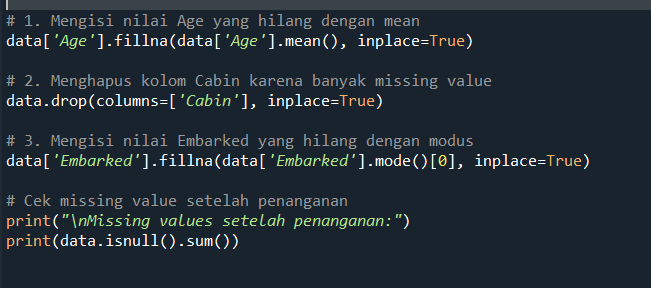 # 1. Mengisi nilai Age yang hilang dengan mean
data['Age'].fillna(data['Age'].mean(), inplace=True)
# 2. Menghapus kolom Cabin karena banyak missing value
data.drop(columns=['Cabin'], inplace=True)
# 3. Mengisi nilai Embarked yang hilang dengan modus
data['Embarked'].fillna(data['Embarked'].mode()[0], inplace=True)
# Cek missing value setelah penanganan
print("\nMissing values setelah penanganan:")
print(data.isnull().sum())